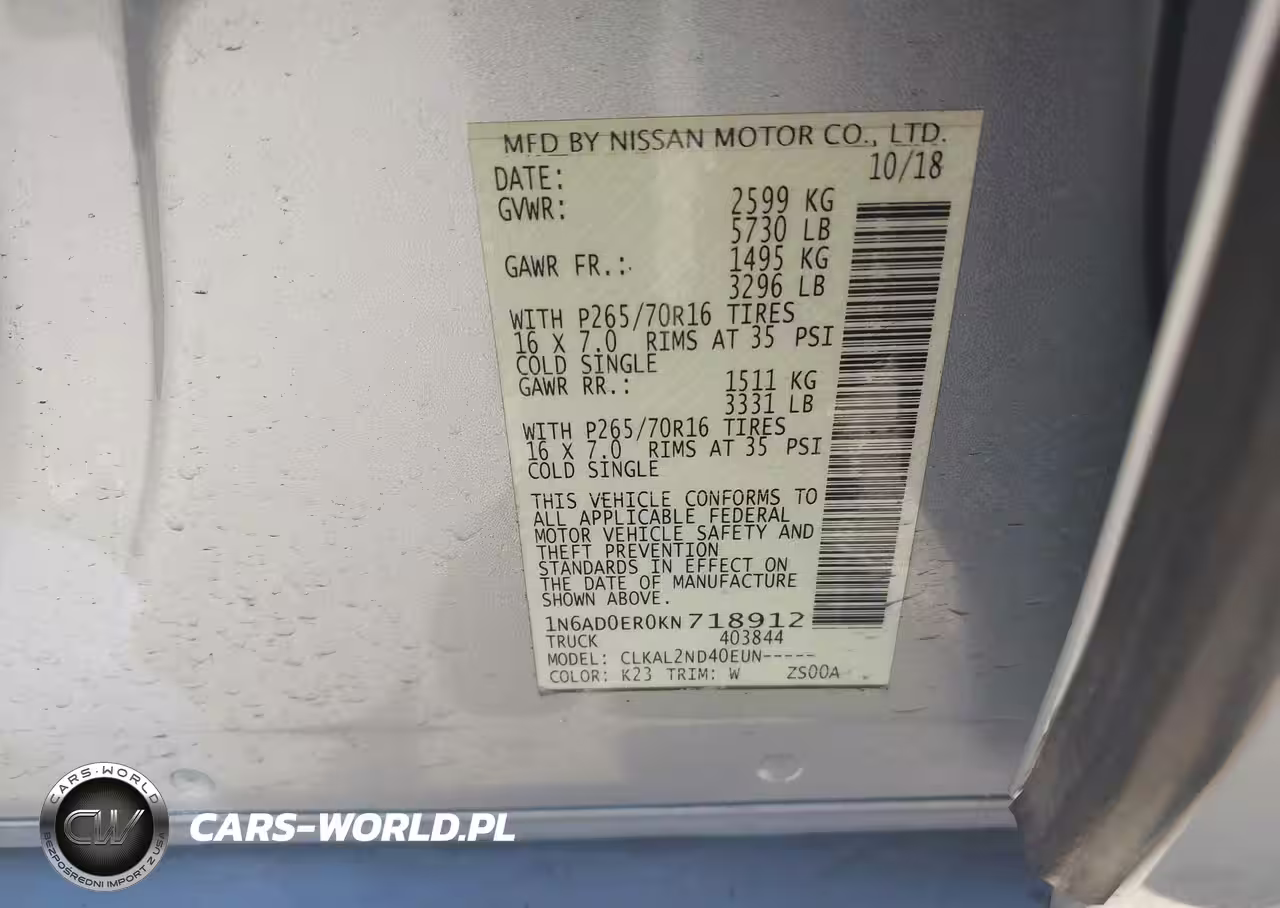 MFD BY NISSAN MOTOR CO., LTD.
DATE: 10/18
GVWR: 2599 KG
5730 LB
GAWR FR.: 1495 KG
3296 LB
WITH P265/70R16 TIRES
16 X 7.0 RIMS AT 35 PSI
COLD SINGLE
GAWR RR.: 1511 KG
3331 LB
WITH P265/70R16 TIRES
16 X 7.0 RIMS AT 35 PSI
COLD SINGLE
THIS VEHICLE CONFORMS TO
ALL APPLICABLE FEDERAL
MOTOR VEHICLE SAFETY AND
THEFT PREVENTION
STANDARDS IN EFFECT ON
THE DATE OF MANUFACTURE
SHOWN ABOVE.
1N6AD0ER0KN718912
TRUCK 403844
MODEL: CLKAL2ND40EUN-----
COLOR: K23 TRIM: W ZS00A
CARS-WORLD
CW
BEZPOŚREDNI IMPORT Z USA
CARS-WORLD.PL